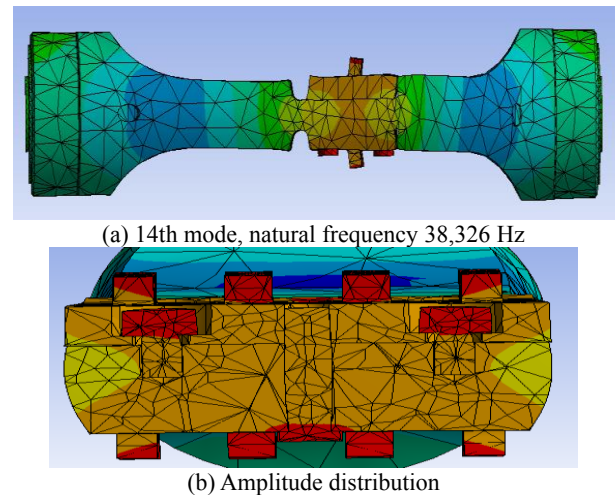 (a) 14th mode, natural frequency 38,326 Hz
(b) Amplitude distribution